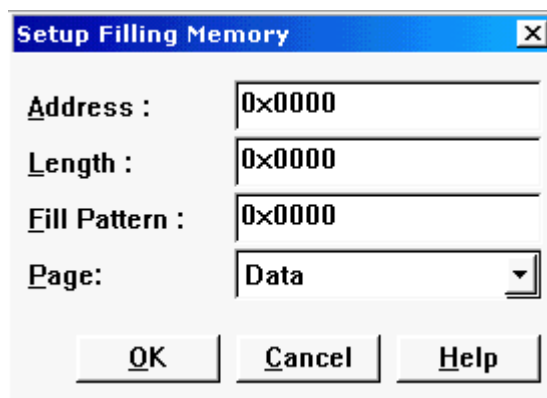 Setup Filling Memory
Address : 0x0000
Length : 0x0000
Fill Pattern : 0x0000
Page: Data
OK Cancel Help